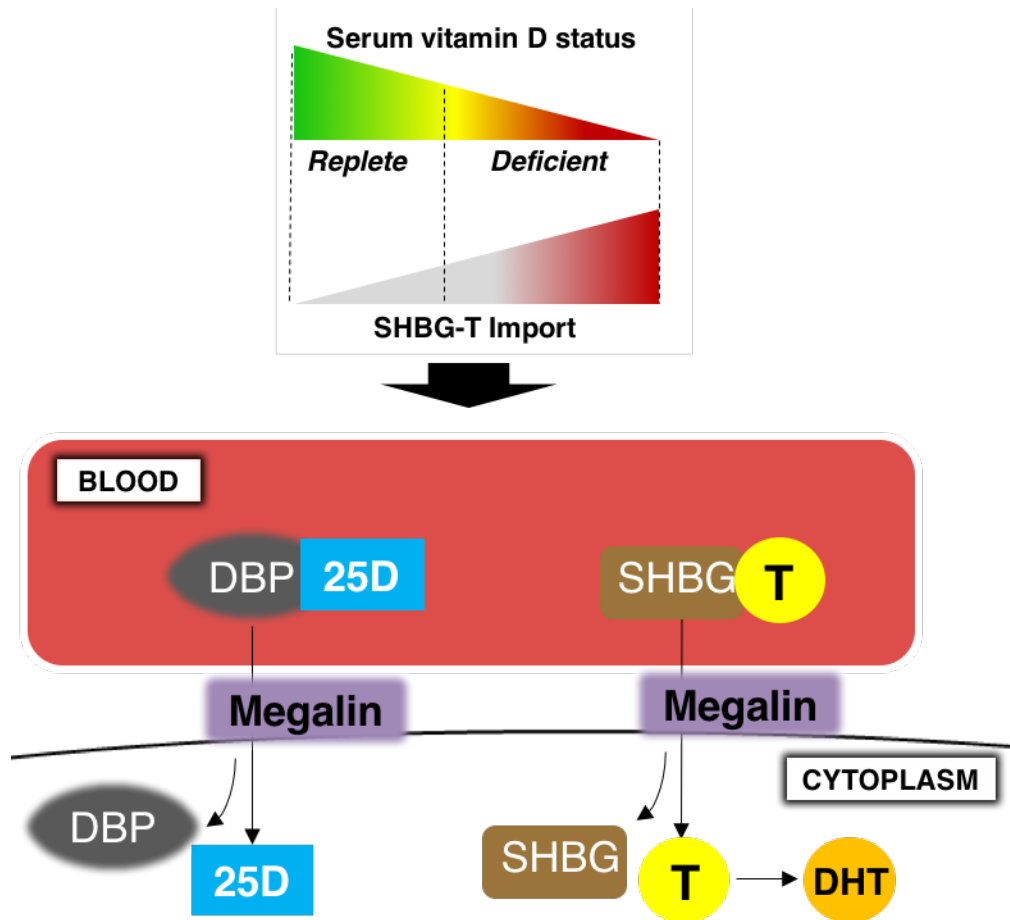 Serum vitamin D status
Replete Deficient
SHBG-T Import
BLOOD
DBP 25D SHBG T
Megalin Megalin
CYTOPLASM
DBP 25D SHBG T DHT